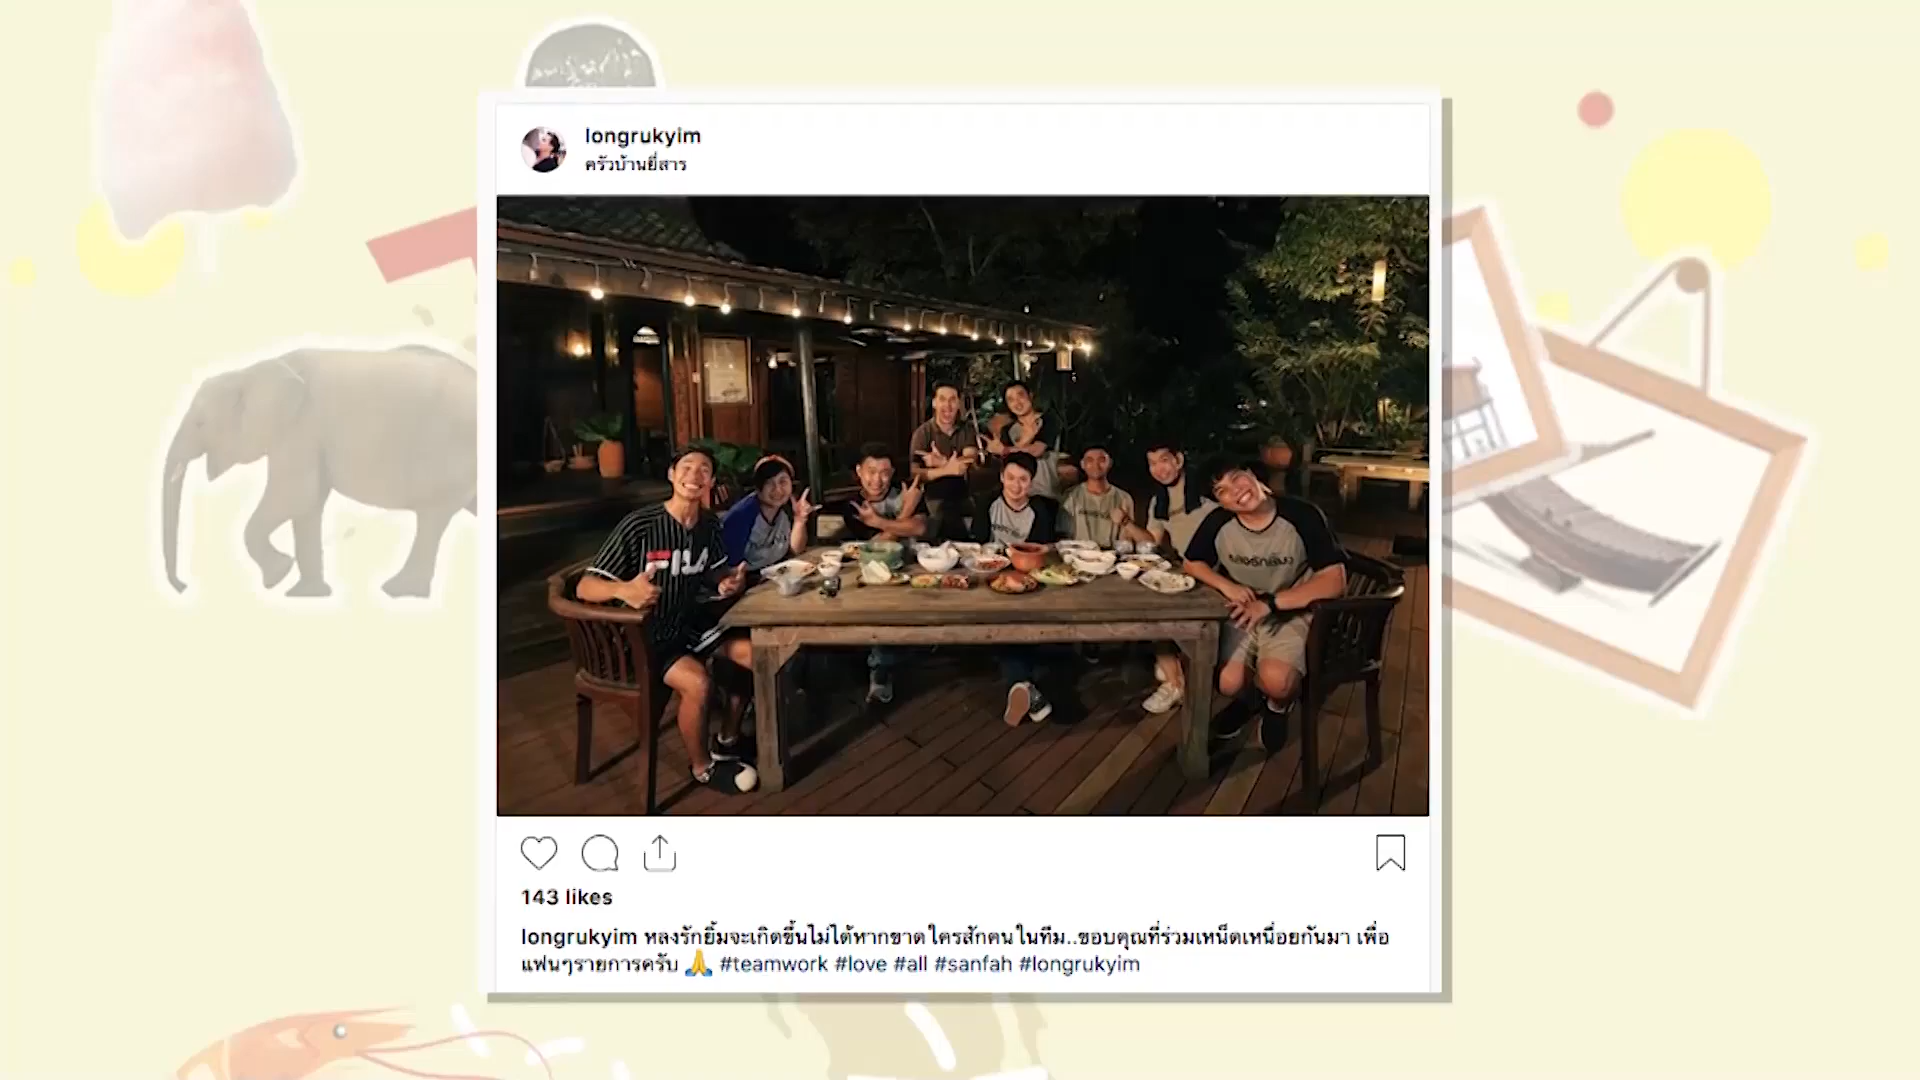 longrukyim
ครัวบ้านยี่สาร
FILA
143 likes
longrukyim หลงรักยิ้มจะเกิดขึ้นไม่ได้หากขาดใครสักคนในทีม..ขอบคุณที่ร่วมเหน็ดเหนื่อยกันมา เพื่อ
แฟนๆรายการครับ 🙏 #teamwork #love #all #sanfah #longrukyim